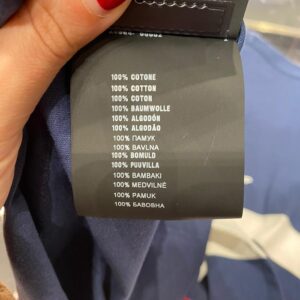 100% COTONE
100% COTTON
100% COTON
100% BAUMWOLLE
100% ALGODÓN
100% ALGODÃO
100% ПАМУК
100% BAVLNA
100% BOMULD
100% PUUVILLA
100% BAMBAKI
100% MEDVILNĖ
100% PAMUK
100% БАВОВНА